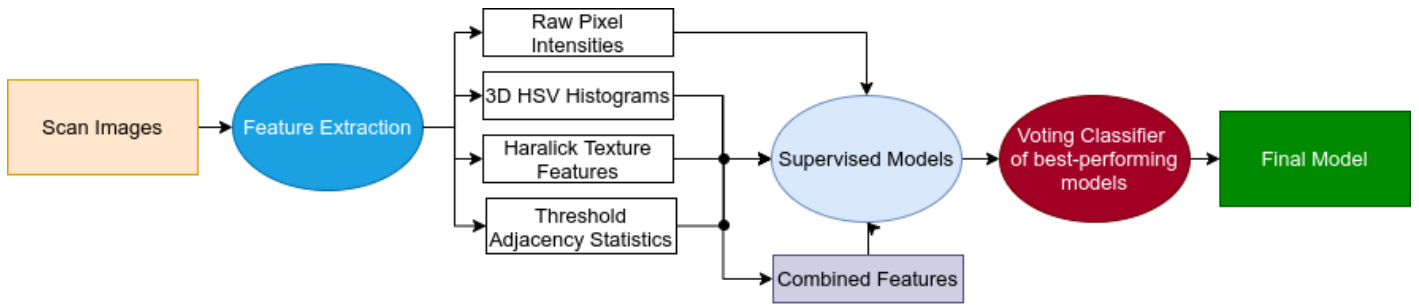 Scan Images
Feature Extraction
Raw Pixel
Intensities
3D HSV Histograms
Haralick Texture
Features
Threshold
Adjacency Statistics
Supervised Models
Combined Features
Voting Classifier
of best-performing
models
Final Model